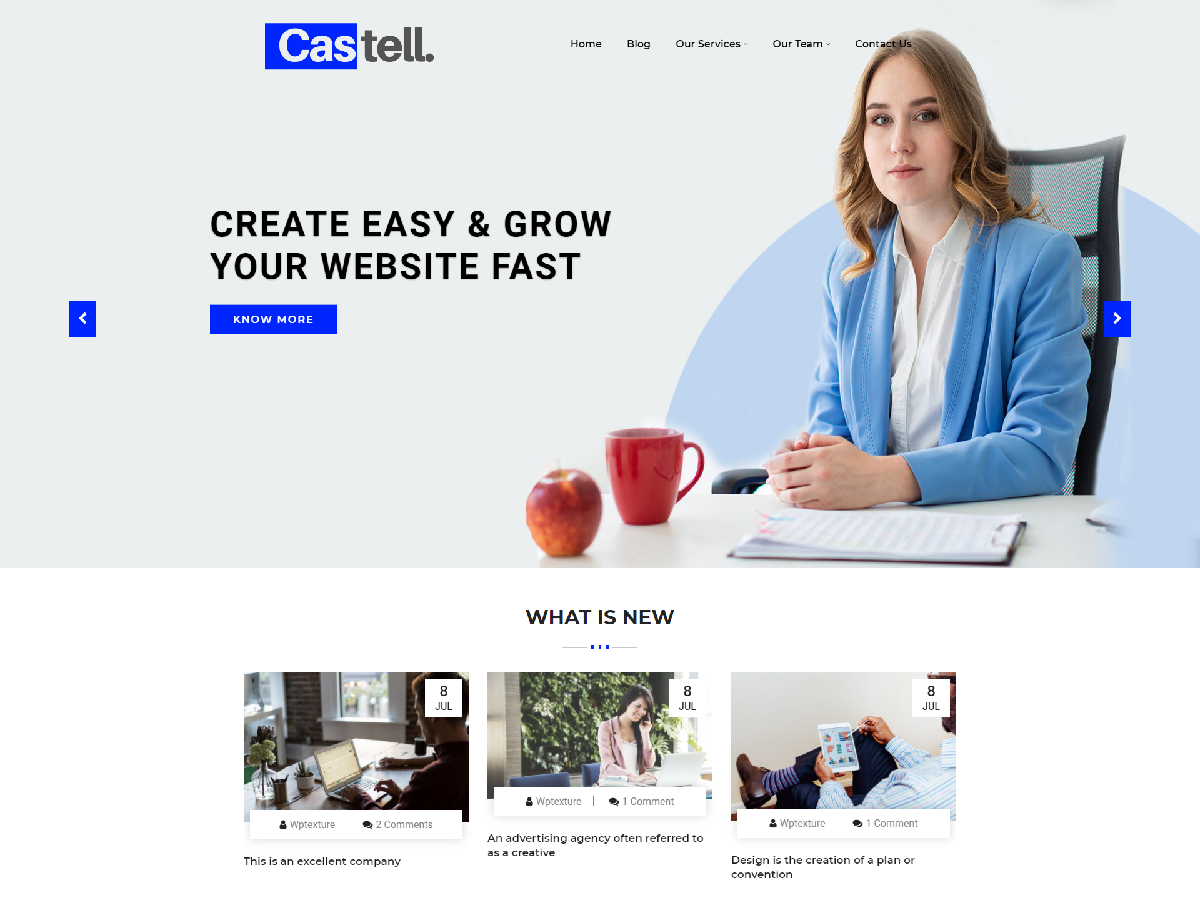 Castell.
Home Blog Our Services Our Team Contact Us
CREATE EASY & GROW
YOUR WEBSITE FAST
KNOW MORE
WHAT IS NEW
8
JUL
Wptexture 2 Comments
This is an excellent company
8
JUL
Wptexture | 1 Comment
An advertising agency often referred to
as a creative
8
JUL
Wptexture 1 Comment
Design is the creation of a plan or
convention